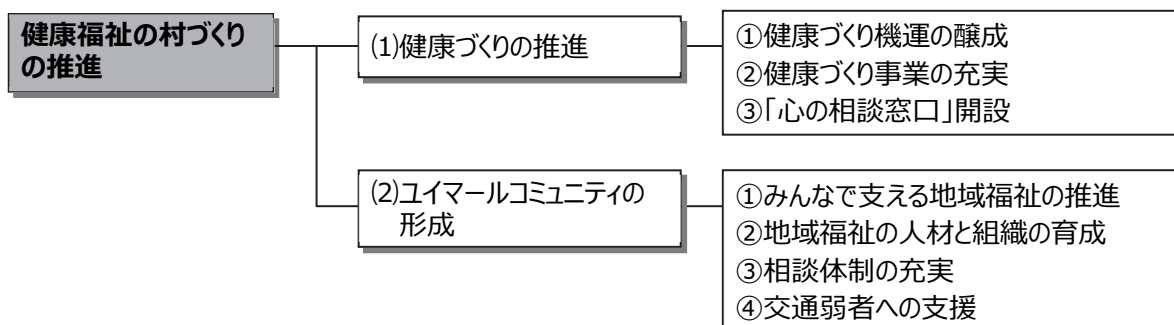 健康福祉の村づくり
の推進
⑴健康づくりの推進
①健康づくり機運の醸成
②健康づくり事業の充実
③「心の相談窓口」開設
⑵ユイマールコミュニティの
形成
①みんなで支える地域福祉の推進
②地域福祉の人材と組織の育成
③相談体制の充実
④交通弱者への支援